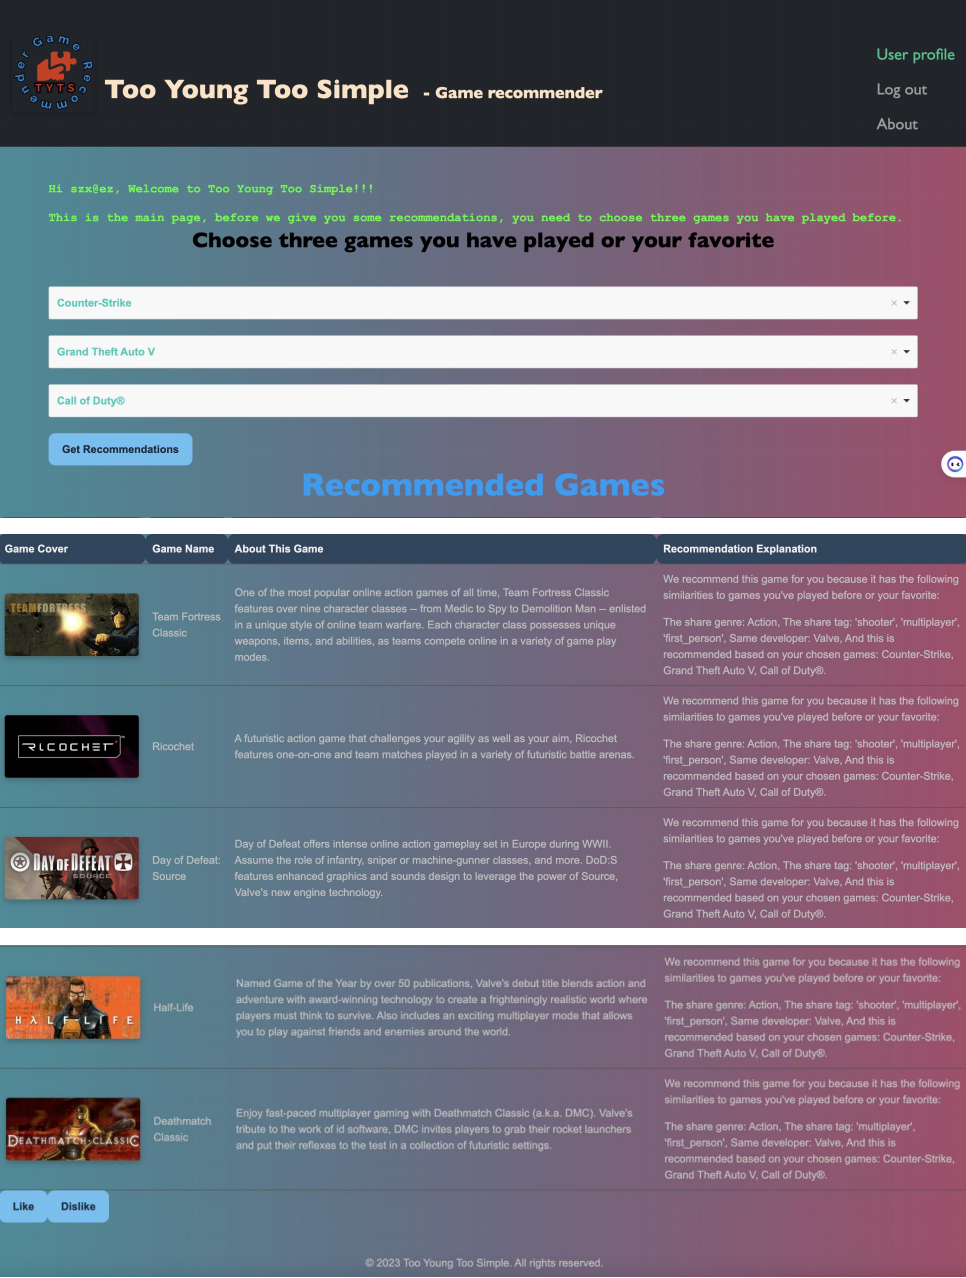 Game Recommender
TYTS
Too Young Too Simple - Game recommender
User profile
Log out
About
Hi szx@ez, Welcome to Too Young Too Simple!!!
This is the main page, before we give you some recommendations, you need to choose three games you have played before.
Choose three games you have played or your favorite
Counter-Strike
×
Grand Theft Auto V
×
Call of Duty®
×
Get Recommendations
Recommended Games
Game Cover
Game Name
About This Game
Recommendation Explanation
TEAMFORTRESS
Team Fortress
Classic
One of the most popular online action games of all time, Team Fortress Classic
features over nine character classes -- from Medic to Spy to Demolition Man -- enlisted
in a unique style of online team warfare. Each character class possesses unique
weapons, items, and abilities, as teams compete online in a variety of game play
modes.
We recommend this game for you because it has the following
similarities to games you've played before or your favorite:
The share genre: Action, The share tag: 'shooter', 'multiplayer',
'first_person', Same developer: Valve, And this is
recommended based on your chosen games: Counter-Strike,
Grand Theft Auto V, Call of Duty®.
RICOCHET
Ricochet
A futuristic action game that challenges your agility as well as your aim, Ricochet
features one-on-one and team matches played in a variety of futuristic battle arenas.
We recommend this game for you because it has the following
similarities to games you've played before or your favorite:
The share genre: Action, The share tag: 'shooter', 'multiplayer',
'first_person', Same developer: Valve, And this is
recommended based on your chosen games: Counter-Strike,
Grand Theft Auto V, Call of Duty®.
DAY OF DEFEAT
SOURCE
Day of Defeat:
Source
Day of Defeat offers intense online action gameplay set in Europe during WWII.
Assume the role of infantry, sniper or machine-gunner classes, and more. DoD:S
features enhanced graphics and sounds design to leverage the power of Source,
Valve's new engine technology.
We recommend this game for you because it has the following
similarities to games you've played before or your favorite:
The share genre: Action, The share tag: 'shooter', 'multiplayer',
'first_person', Same developer: Valve, And this is
recommended based on your chosen games: Counter-Strike,
Grand Theft Auto V, Call of Duty®.
HλLF-LIFE
Half-Life
Named Game of the Year by over 50 publications, Valve's debut title blends action and
adventure with award-winning technology to create a frighteningly realistic world where
players must think to survive. Also includes an exciting multiplayer mode that allows
you to play against friends and enemies around the world.
We recommend this game for you because it has the following
similarities to games you've played before or your favorite:
The share genre: Action, The share tag: 'shooter', 'multiplayer',
'first_person', Same developer: Valve, And this is
recommended based on your chosen games: Counter-Strike,
Grand Theft Auto V, Call of Duty®.
DEATHMATCH CLASSIC
Deathmatch
Classic
Enjoy fast-paced multiplayer gaming with Deathmatch Classic (a.k.a. DMC). Valve's
tribute to the work of id software, DMC invites players to grab their rocket launchers
and put their reflexes to the test in a collection of futuristic settings.
We recommend this game for you because it has the following
similarities to games you've played before or your favorite:
The share genre: Action, The share tag: 'multiplayer',
'first_person', Same developer: Valve, And this is
recommended based on your chosen games: Counter-Strike,
Grand Theft Auto V, Call of Duty®.
Like
Dislike
© 2023 Too Young Too Simple. All rights reserved.